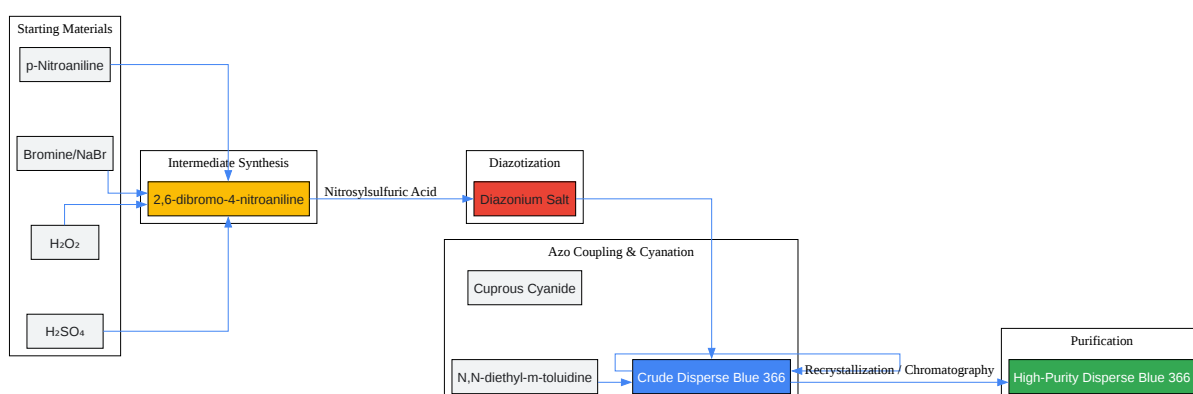 Starting Materials
p-Nitroaniline
Bromine/NaBr
H₂O₂
H₂SO₄
Intermediate Synthesis
2,6-dibromo-4-nitroaniline
Nitrosylsulfuric Acid
Diazotization
Diazonium Salt
Azo Coupling & Cyanation
Cuprous Cyanide
N,N-diethyl-m-toluidine
Crude Disperse Blue 366
Recrystallization / Chromatography
Purification
High-Purity Disperse Blue 366